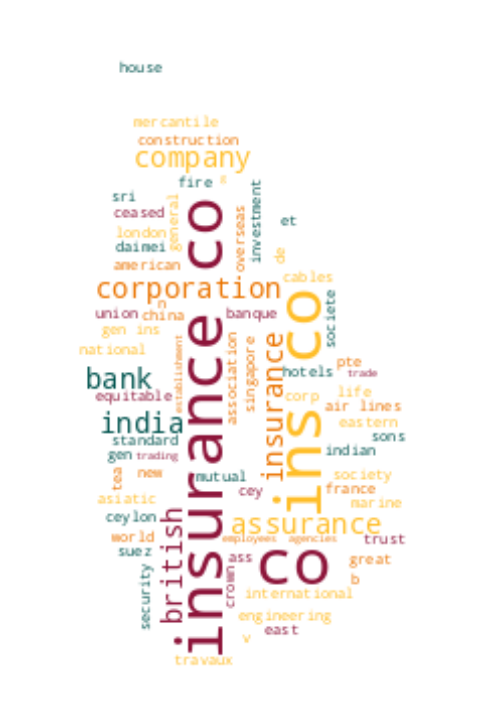 house
mercantile
construction
company
fire
g
investment
sri
ceased
general
co
overseas
et
london
daimei
de
american
cables
corporation
n
union
china
banque
societe
gen ins
ins co
national
establishment
insurance
association
singapore
insurance
pte
hotels
trade
bank
equitable
corp
life
air lines
india
eastern
standard
sons
gen
trading
indian
tea
new
mutual
society
cey
france
asiatic
marine
ceylon
british
assurance
world
employees
agencies
trust
suez
ass
co
great
security
crown
b
international
engineering
east
v
travaux